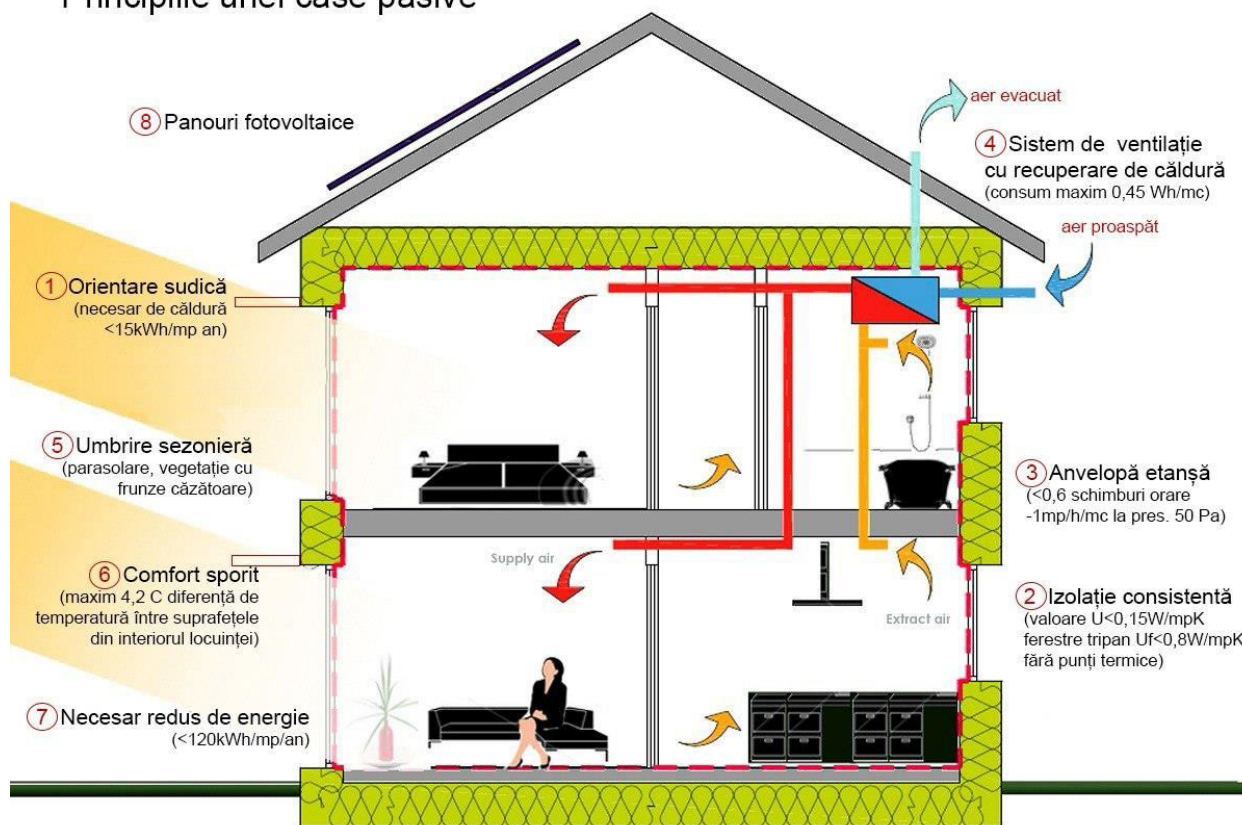 Principiile unei case pasive
aer evacuat
8 Panouri fotovoltaice
4 Sistem de ventilație
cu recuperare de căldură
(consum maxim 0,45 Wh/mc)
aer proaspăt
1 Orientare sudică
(necesar de căldură
<15kWh/mp an)
5 Umbrire sezonieră
(parasolare, vegetație cu
frunze căzătoare)
3 Anvelopă etanșă
(<0,6 schimburi orare
-1mp/h/mc la pres. 50 Pa)
Supply air
6 Comfort sporit
(maxim 4,2 C diferență de
temperatură între suprafețele
din interiorul locuinței)
Extract air
2 Izolație consistentă
(valoare U<0,15W/mpK
ferestre tripan Uf<0,8W/mpK
fără punți termice)
7 Necesar redus de energie
(<120kWh/mp/an)